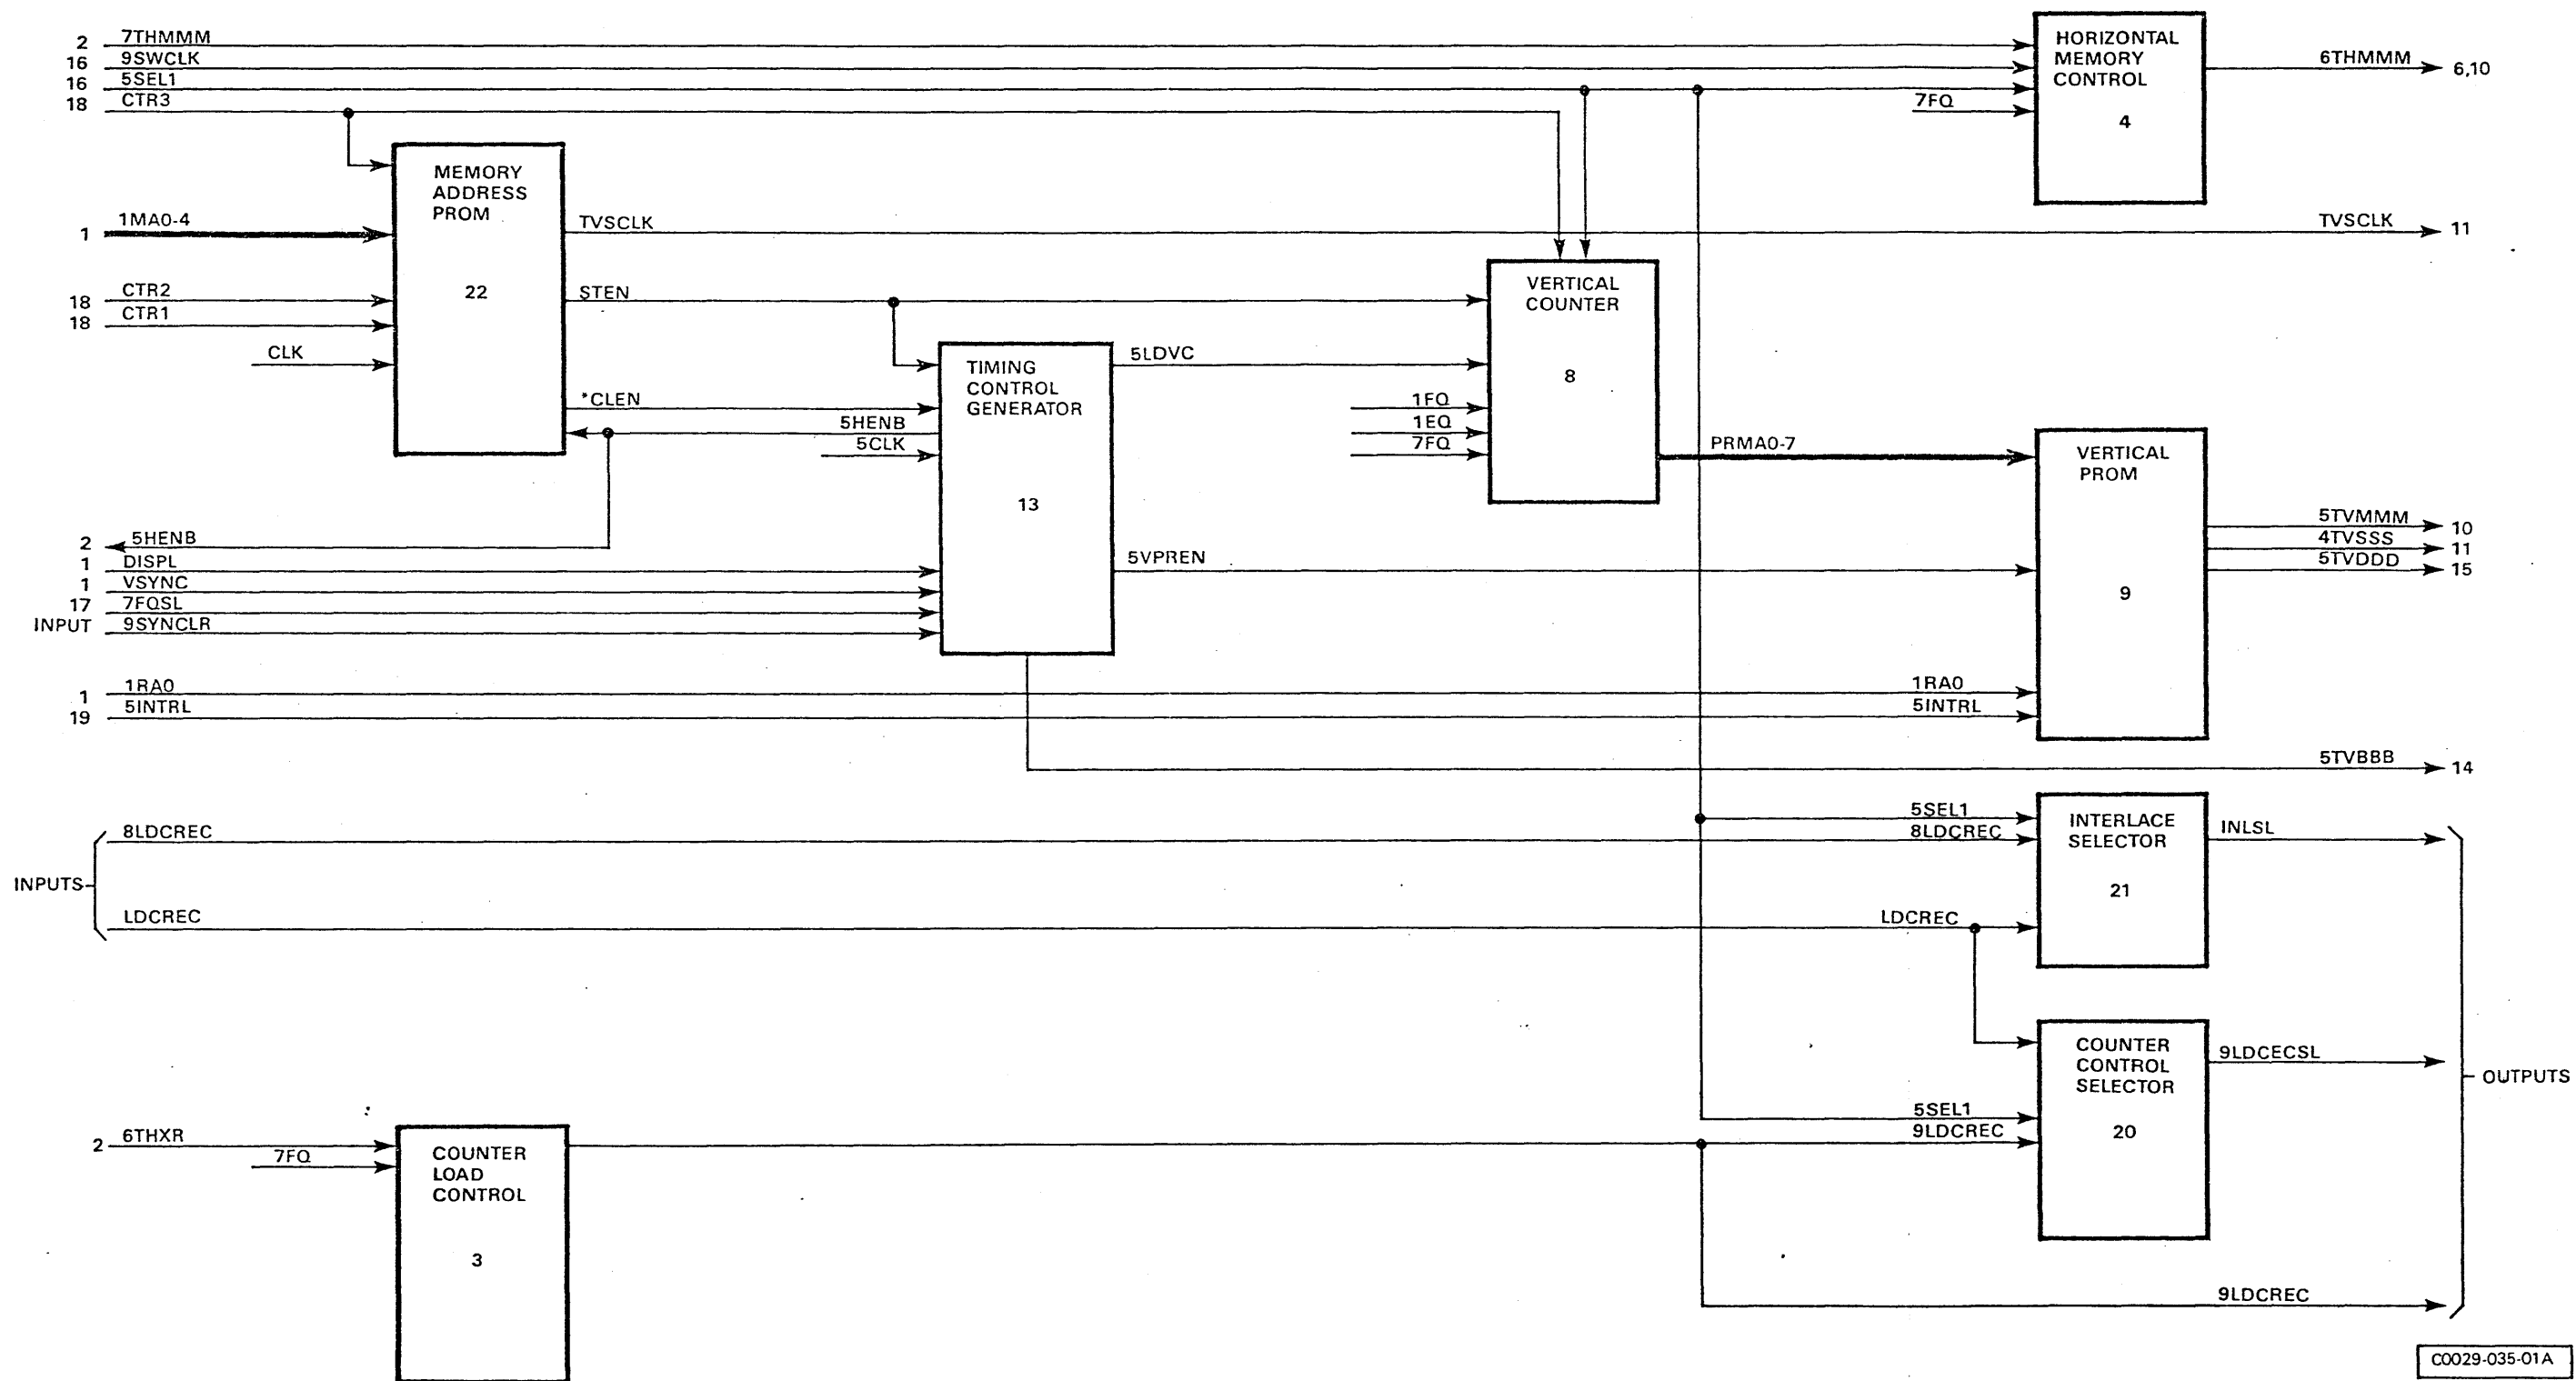 2 7THMMM
16 9SWCLK
16 5SEL1
18 CTR3
HORIZONTAL
MEMORY
CONTROL
4
7FQ
6THMMM 6,10
MEMORY
ADDRESS
PROM
22
1 1MA0-4
18 CTR2
18 CTR1
CLK
TVSCLK
TVSCLK 11
STEN
*CLEN
5HENB
5CLK
TIMING
CONTROL
GENERATOR
13
5LDVC
5VPREN
VERTICAL
COUNTER
8
1FQ
1EQ
7FQ
PRMA0-7
VERTICAL
PROM
9
5TVMMM 10
4TVSSS 11
5TVDDD 15
2 5HENB
1 DISPL
1 VSYNC
17 7FQSL
INPUT 9SYNCLR
1 1RA0
19 5INTRL
1RA0
5INTRL
5TVBBB 14
INPUTS
8LDCREC
LDCREC
5SEL1
8LDCREC
LDCREC
INTERLACE
SELECTOR
21
INLSL
COUNTER
CONTROL
SELECTOR
20
9LDCECSL
OUTPUTS
5SEL1
9LDCREC
2 6THXR
7FQ
COUNTER
LOAD
CONTROL
3
9LDCREC
C0029-035-01A